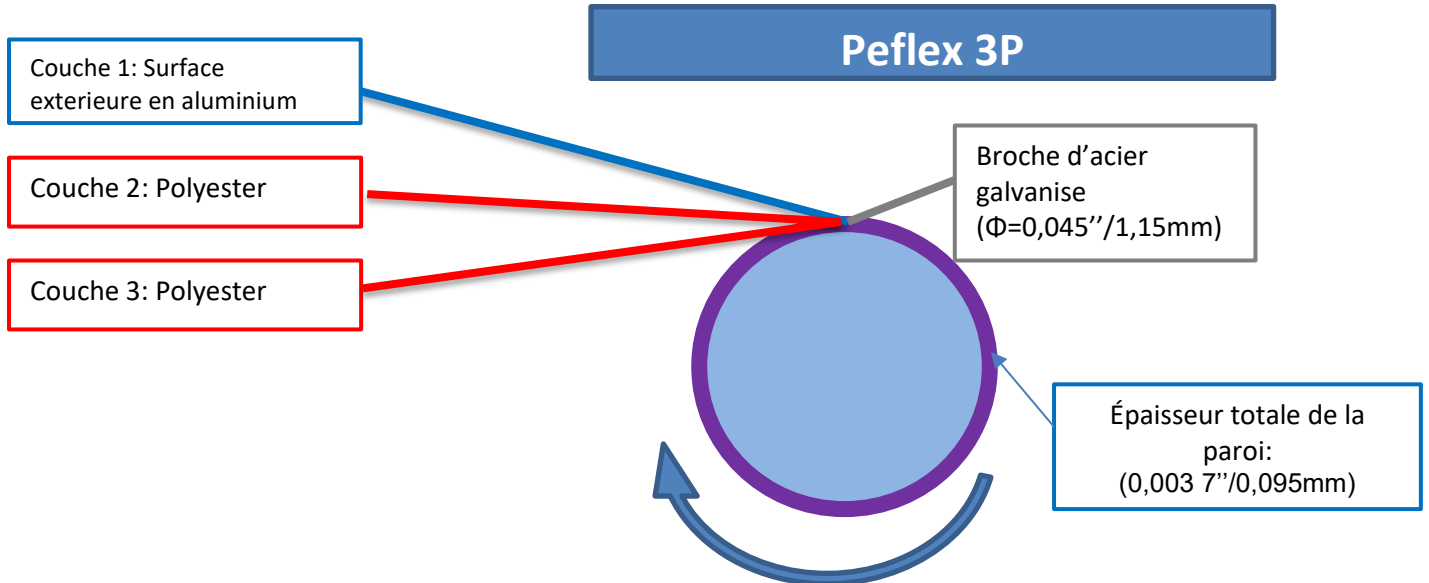 Peflex 3P
Couche 1: Surface
exterieure en aluminium
Couche 2: Polyester
Couche 3: Polyester
Broche d’acier
galvanise
(Φ=0,045’’/1,15mm)
Épaisseur totale de la
paroi:
(0,003 7’’/0,095mm)